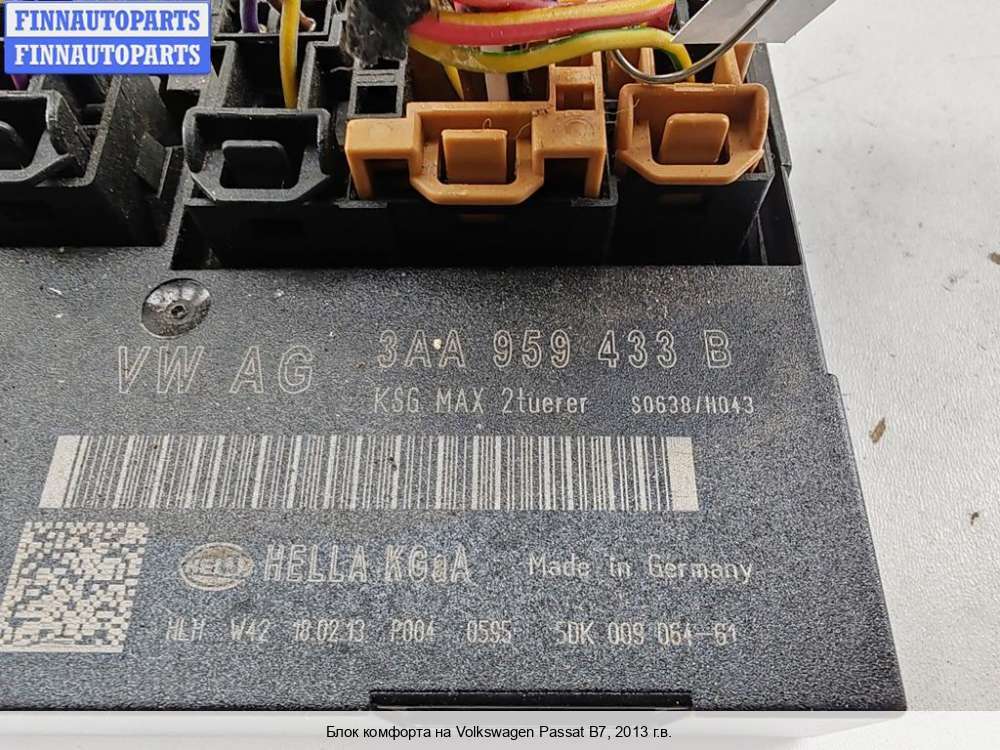 FINNAUTOPARTS
FINNAUTOPARTS
VW AG 3AA 959 433 B
KSG MAX 2tuerer S0638/H043
HELLA HELLA KGaA Made in Germany
HLH W42 18.02.13 P004 0595 5DK 009 064-61
Блок комфорта на Volkswagen Passat B7, 2013 г.в.